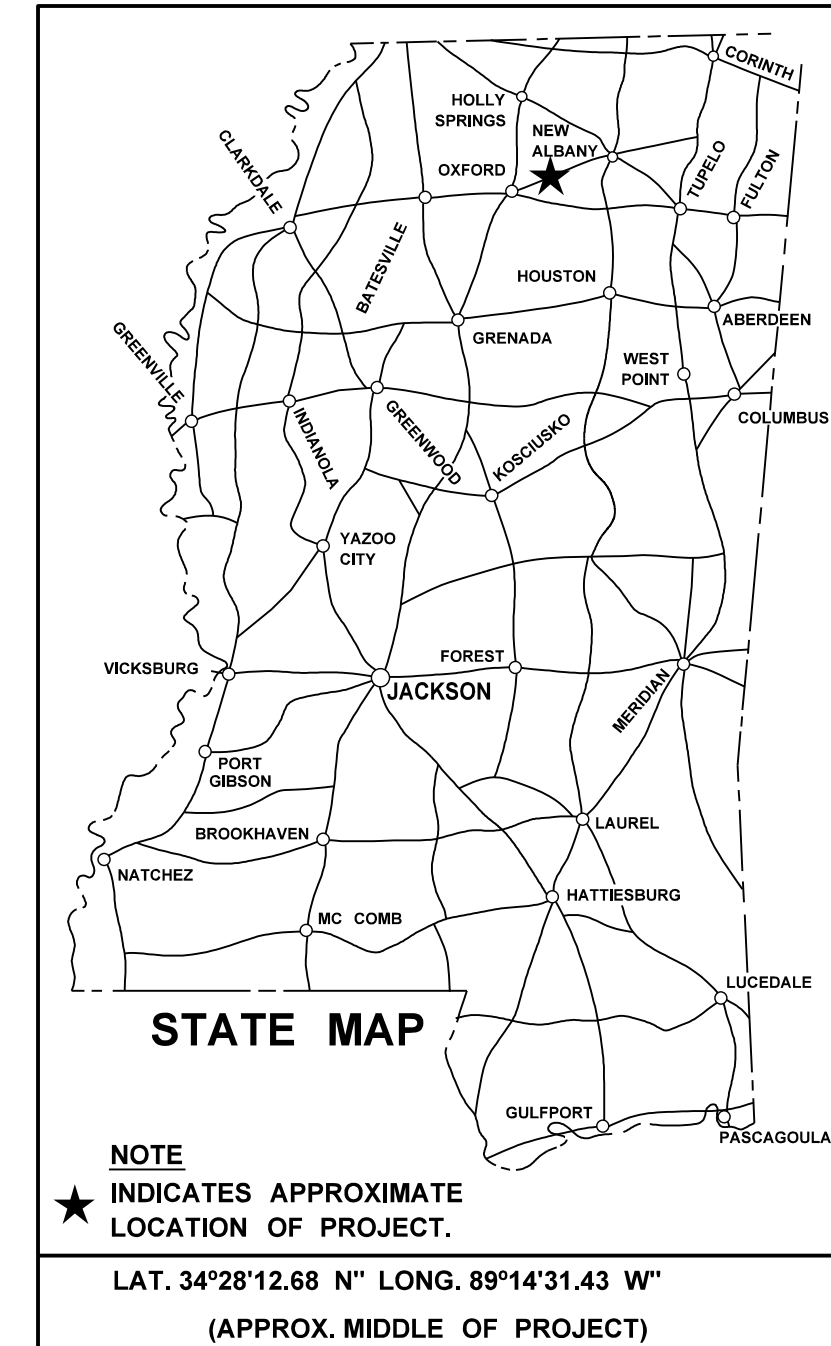 CORINTH
HOLLY
SPRINGS
NEW
ALBANY
OXFORD
CLARKDALE
TUPELO
FULTON
BATESVILLE
HOUSTON
ABERDEEN
GRENADA
GREENVILLE
WEST
POINT
COLUMBUS
INDIANOLA
GREENWOOD
KOSCIUSKO
YAZOO
CITY
VICKSBURG
FOREST
JACKSON
MERIDIAN
PORT
GIBSON
BROOKHAVEN
LAUREL
NATCHEZ
HATTIESBURG
MC COMB
LUCEDALE
STATE MAP
GULFPORT
PASCAGOULA
NOTE
INDICATES APPROXIMATE
LOCATION OF PROJECT.
LAT. 34º28'12.68 N" LONG. 89º14'31.43 W"
(APPROX. MIDDLE OF PROJECT)